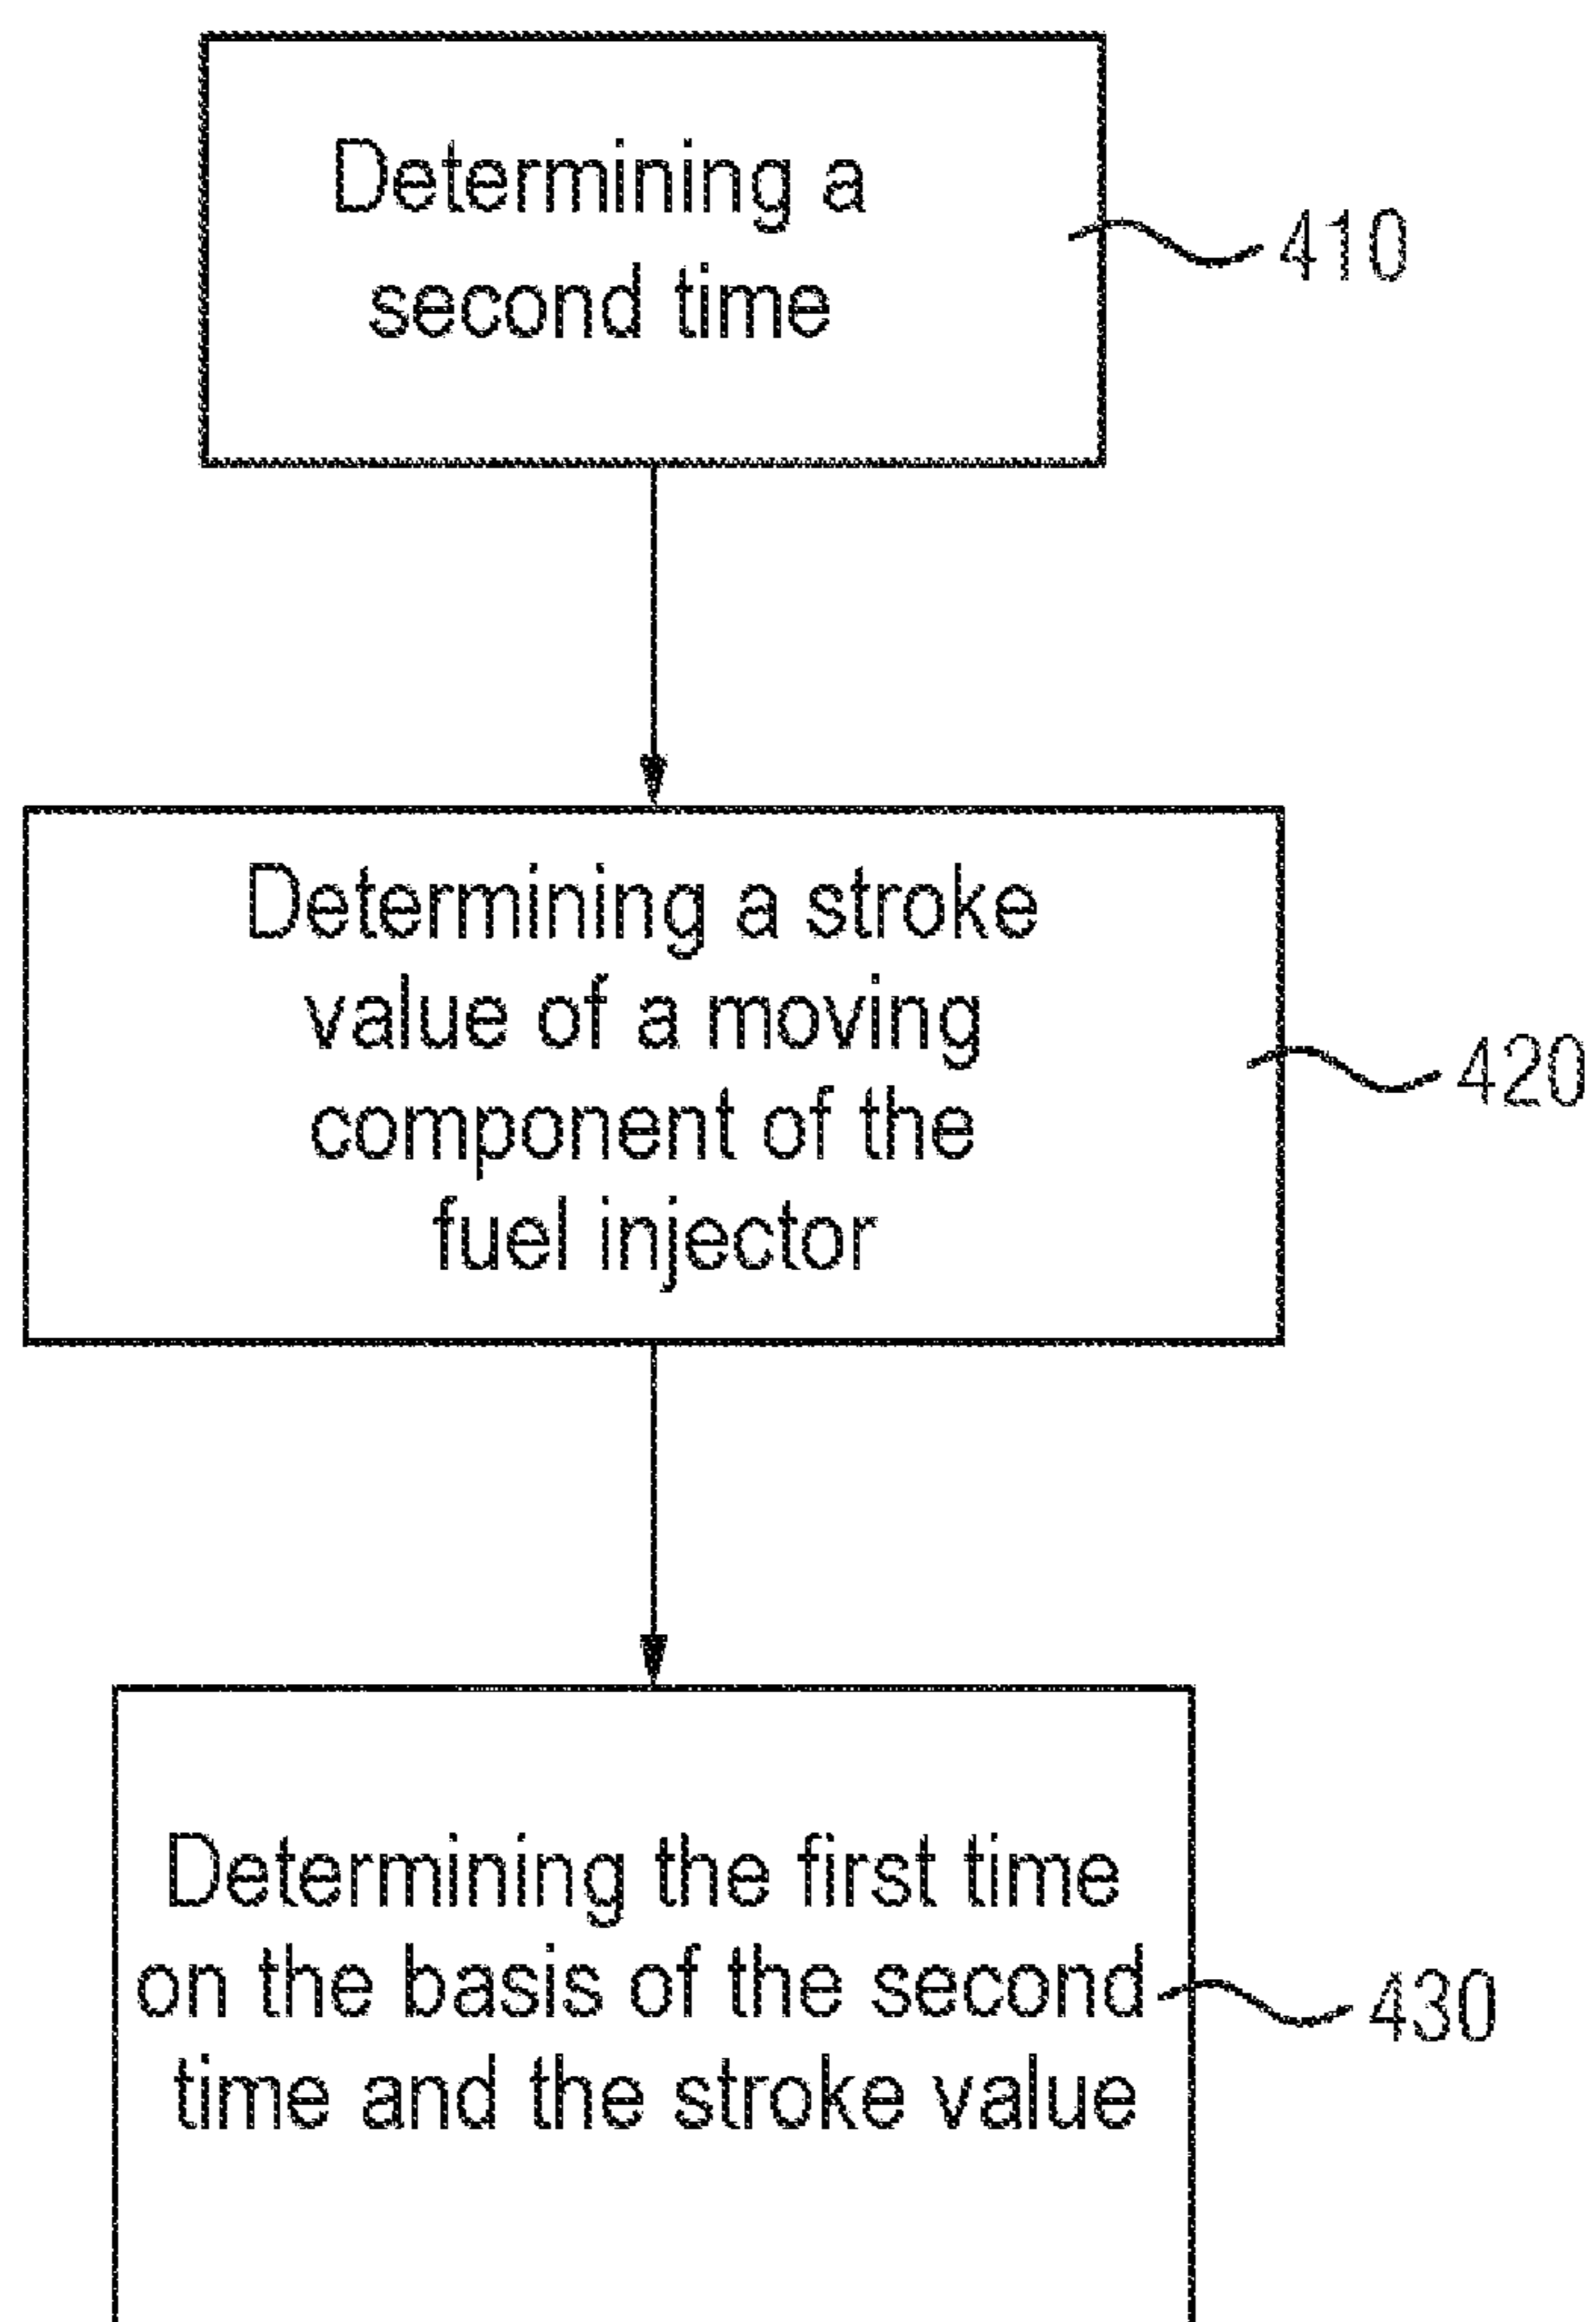 Determining a
second time
410
Determining a stroke
value of a moving
component of the
fuel injector
420
Determining the first time
on the basis of the second
time and the stroke value
430